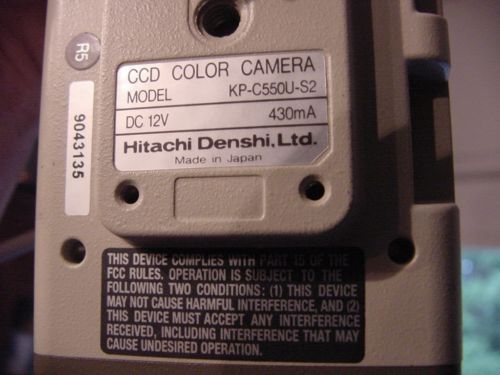 R5
9043135
CCD COLOR CAMERA
MODEL KP-C550U-S2
DC 12V 430mA
Hitachi Denshi, Ltd.
Made in Japan
THIS DEVICE COMPLIES WITH PART 15 OF THE
FCC RULES. OPERATION IS SUBJECT TO THE
FOLLOWING TWO CONDITIONS: (1) THIS DEVICE
MAY NOT CAUSE HARMFUL INTERFERENCE, AND (2)
THIS DEVICE MUST ACCEPT ANY INTERFERENCE
RECEIVED, INCLUDING INTERFERENCE THAT MAY
CAUSE UNDESIRED OPERATION.